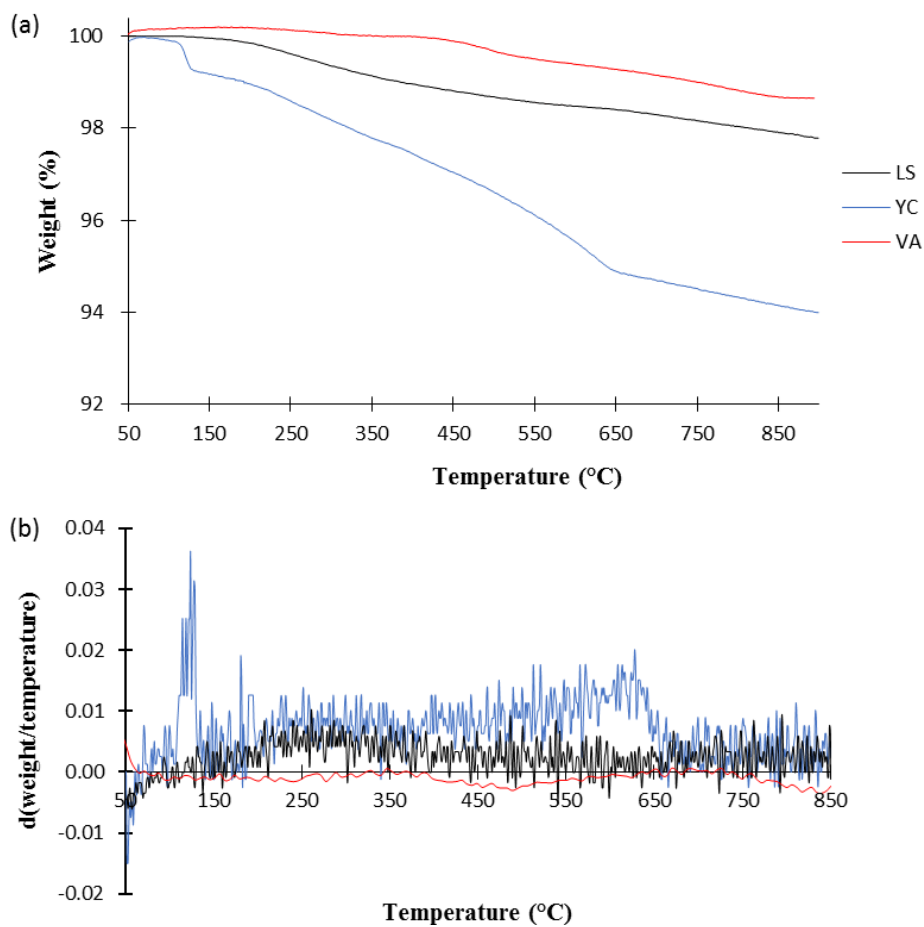 (a)
100
98
96
94
92
Weight (%)
50 150 250 350 450 550 650 750 850
Temperature (°C)
LS
YC
VA
(b)
0.04
0.03
0.02
0.01
0.00
-0.01
-0.02
d(weight/temperature)
50 150 250 350 450 550 650 750 850
Temperature (°C)